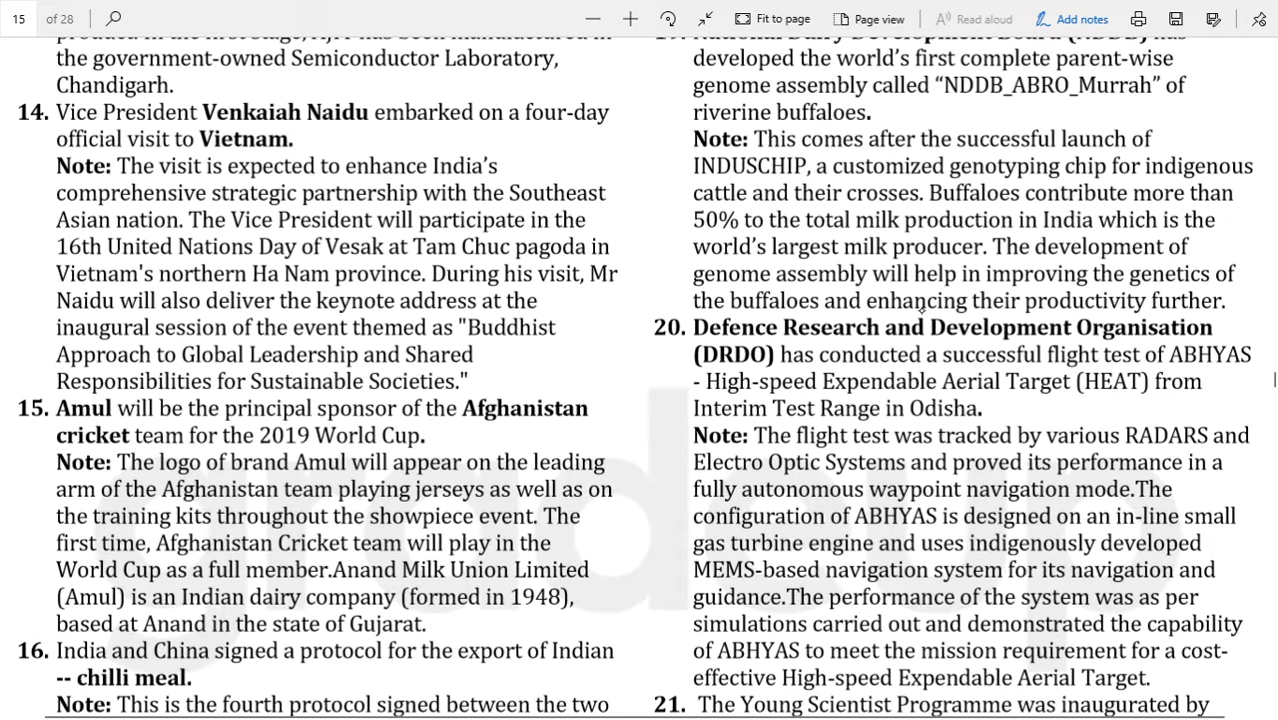 15 of 28
Fit to page
Page view
Read aloud
Add notes
the government-owned Semiconductor Laboratory,
Chandigarh.
14. Vice President Venkaiah Naidu embarked on a four-day
official visit to Vietnam.
Note: The visit is expected to enhance India’s
comprehensive strategic partnership with the Southeast
Asian nation. The Vice President will participate in the
16th United Nations Day of Vesak at Tam Chuc pagoda in
Vietnam's northern Ha Nam province. During his visit, Mr
Naidu will also deliver the keynote address at the
inaugural session of the event themed as "Buddhist
Approach to Global Leadership and Shared
Responsibilities for Sustainable Societies."
15. Amul will be the principal sponsor of the Afghanistan
cricket team for the 2019 World Cup.
Note: The logo of brand Amul will appear on the leading
arm of the Afghanistan team playing jerseys as well as on
the training kits throughout the showpiece event. The
first time, Afghanistan Cricket team will play in the
World Cup as a full member.Anand Milk Union Limited
(Amul) is an Indian dairy company (formed in 1948),
based at Anand in the state of Gujarat.
16. India and China signed a protocol for the export of Indian
-- chilli meal.
Note: This is the fourth protocol signed between the two
19. National Dairy Development Board (NDDB) has
developed the world’s first complete parent-wise
genome assembly called “NDDB_ABRO_Murrah” of
riverine buffaloes.
Note: This comes after the successful launch of
INDUSCHIP, a customized genotyping chip for indigenous
cattle and their crosses. Buffaloes contribute more than
50% to the total milk production in India which is the
world’s largest milk producer. The development of
genome assembly will help in improving the genetics of
the buffaloes and enhancing their productivity further.
20. Defence Research and Development Organisation
(DRDO) has conducted a successful flight test of ABHYAS
- High-speed Expendable Aerial Target (HEAT) from
Interim Test Range in Odisha.
Note: The flight test was tracked by various RADARS and
Electro Optic Systems and proved its performance in a
fully autonomous waypoint navigation mode.The
configuration of ABHYAS is designed on an in-line small
gas turbine engine and uses indigenously developed
MEMS-based navigation system for its navigation and
guidance.The performance of the system was as per
simulations carried out and demonstrated the capability
of ABHYAS to meet the mission requirement for a cost-
effective High-speed Expendable Aerial Target.
21. The Young Scientist Programme was inaugurated by
gradeup